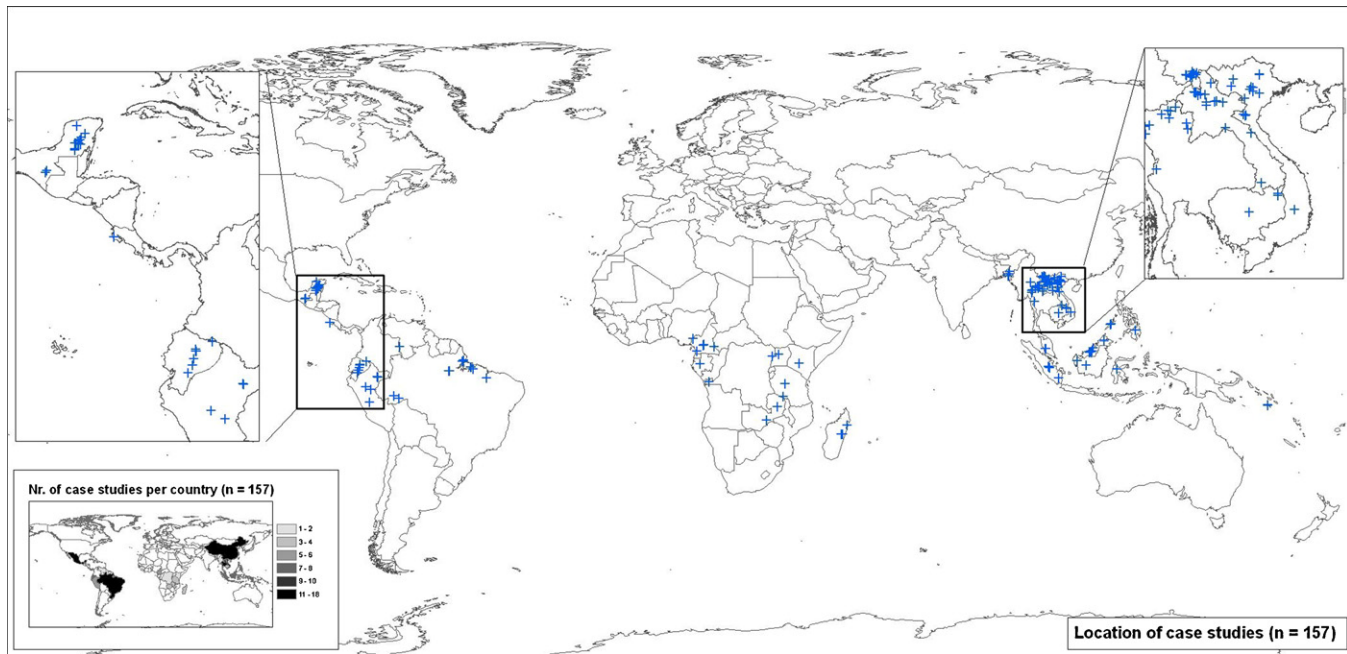 Nr. of case studies per country (n = 157)
1 - 2
3 - 4
5 - 6
7 - 8
9 - 10
11 - 18
Location of case studies (n = 157)